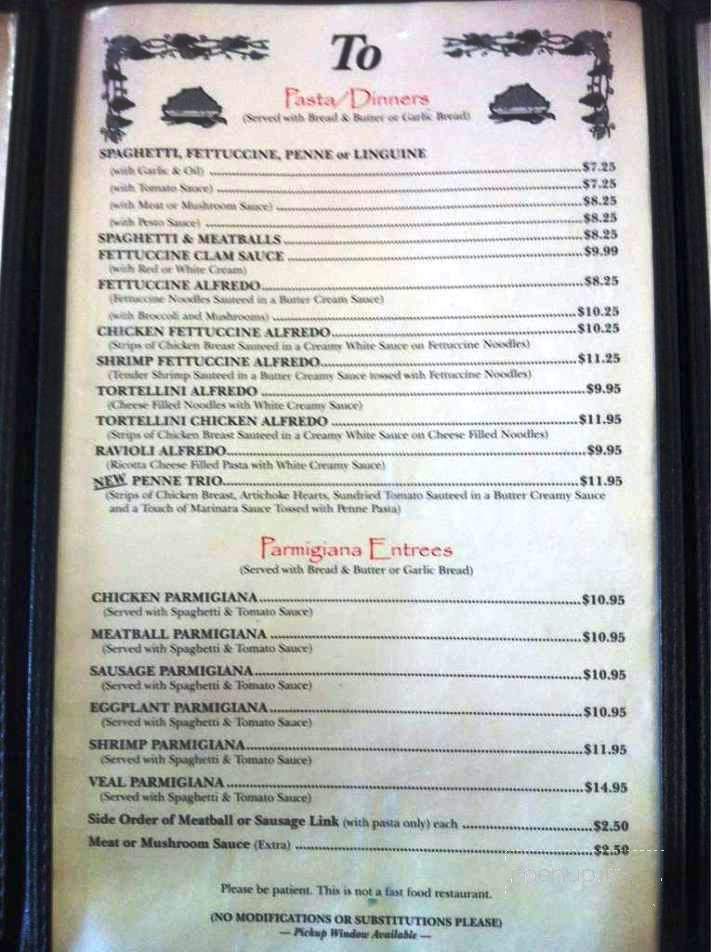 To
Pasta/Dinners
(Served with Bread & Butter or Garlic Bread)
SPAGHETTI, FETTUCCINE, PENNE or LINGUINE
(with Garlic & Oil) ........ $7.25
(with Tomato Sauce) ........ $7.25
(with Meat or Mushroom Sauce) ........ $8.25
(with Pesto Sauce) ........ $8.25
SPAGHETTI & MEATBALLS ........ $8.25
FETTUCCINE CLAM SAUCE ........ $9.99
(with Red or White Cream)
FETTUCCINE ALFREDO ........ $8.25
(Fettuccine Noodles Sauteed in a Butter Cream Sauce)
(with Broccoli and Mushrooms) ........ $10.25
CHICKEN FETTUCCINE ALFREDO ........ $10.25
(Strips of Chicken Breast Sauteed in a Creamy White Sauce on Fettuccine Noodles)
SHRIMP FETTUCCINE ALFREDO ........ $11.25
(Tender Shrimp Sauteed in a Butter Creamy Sauce tossed with Fettuccine Noodles)
TORTELLINI ALFREDO ........ $9.95
(Cheese Filled Noodles with White Creamy Sauce)
TORTELLINI CHICKEN ALFREDO ........ $11.95
(Strips of Chicken Breast Sauteed in a Creamy White Sauce on Cheese Filled Noodles)
RAVIOLI ALFREDO ........ $9.95
(Ricotta Cheese Filled Pasta with White Creamy Sauce)
NEW PENNE TRIO ........ $11.95
(Strips of Chicken Breast, Artichoke Hearts, Sundried Tomato Sauteed in a Butter Creamy Sauce
and a Touch of Marinara Sauce Tossed with Penne Pasta)
Parmigiana Entrees
(Served with Bread & Butter or Garlic Bread)
CHICKEN PARMIGIANA ........ $10.95
(Served with Spaghetti & Tomato Sauce)
MEATBALL PARMIGIANA ........ $10.95
(Served with Spaghetti & Tomato Sauce)
SAUSAGE PARMIGIANA ........ $10.95
(Served with Spaghetti & Tomato Sauce)
EGGPLANT PARMIGIANA ........ $10.95
(Served with Spaghetti & Tomato Sauce)
SHRIMP PARMIGIANA ........ $11.95
(Served with Spaghetti & Tomato Sauce)
VEAL PARMIGIANA ........ $14.95
(Served with Spaghetti & Tomato Sauce)
Side Order of Meatball or Sausage Link (with pasta only) each ........ $2.50
Meat or Mushroom Sauce (Extra) ........ $2.50
Please be patient. This is not a fast food restaurant.
(NO MODIFICATIONS OR SUBSTITUTIONS PLEASE)
— Pickup Window Available —